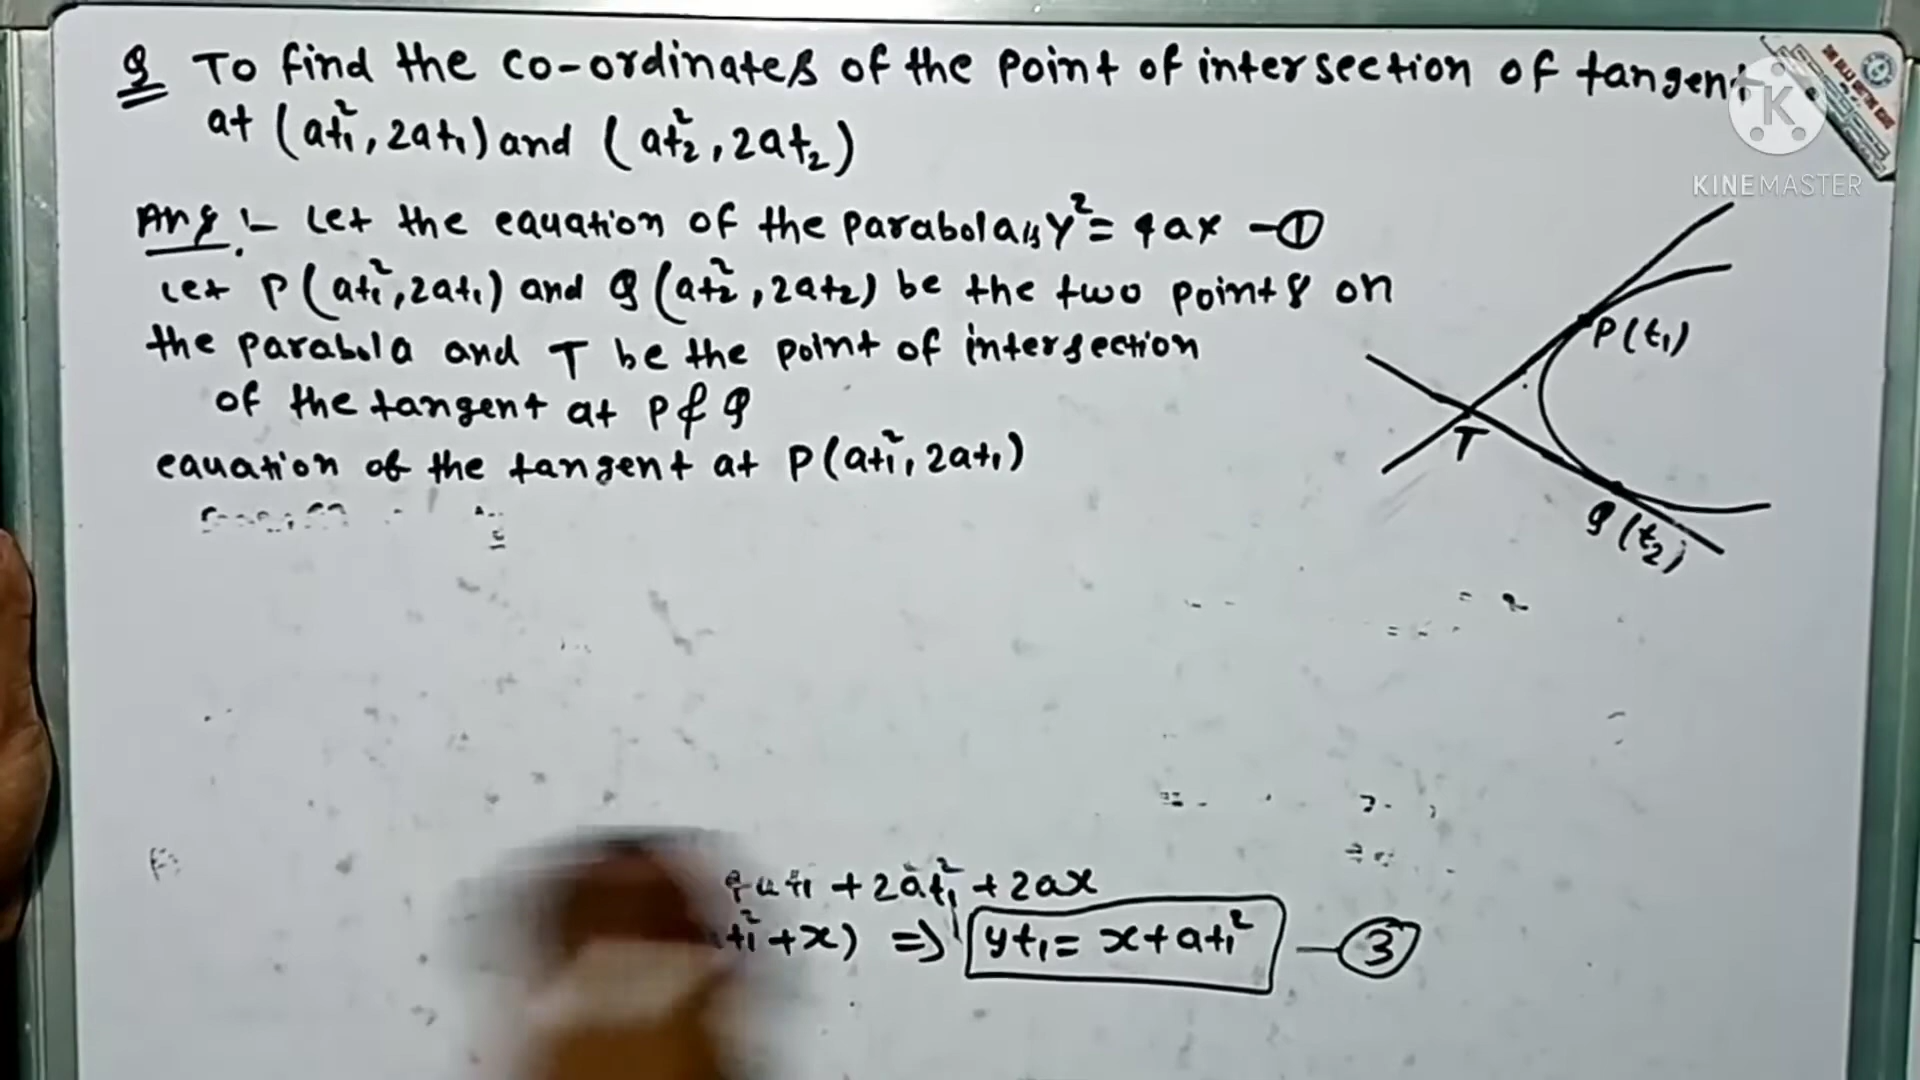 Q To find the co-ordinates of the point of intersection of tangent
at (at₁², 2at₁) and (at₂², 2at₂)
Ans :- Let the equation of the parabola is y² = 4ax - ①
Let P(at₁², 2at₁) and Q(at₂², 2at₂) be the two points on
the parabola and T be the point of intersection
of the tangent at P & Q
equation of the tangent at P(at₁², 2at₁)
P(t₁)
T
Q(t₂)
+ 2at₁² + 2ax
t₁² + x) ⇒ yt₁ = x + at₁² - ③
KINEMASTER